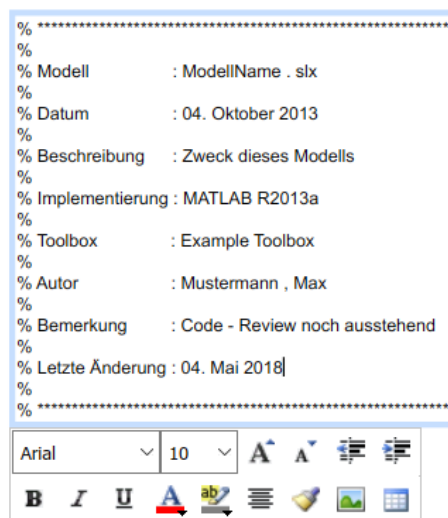 % ****************************************************************
%
% Modell : ModellName . slx
%
% Datum : 04. Oktober 2013
%
% Beschreibung : Zweck dieses Modells
%
% Implementierung : MATLAB R2013a
%
% Toolbox : Example Toolbox
%
% Autor : Mustermann , Max
%
% Bemerkung : Code - Review noch ausstehend
%
% Letzte Änderung : 04. Mai 2018
%
% ****************************************************************
Arial 10 A A
B I U A ab